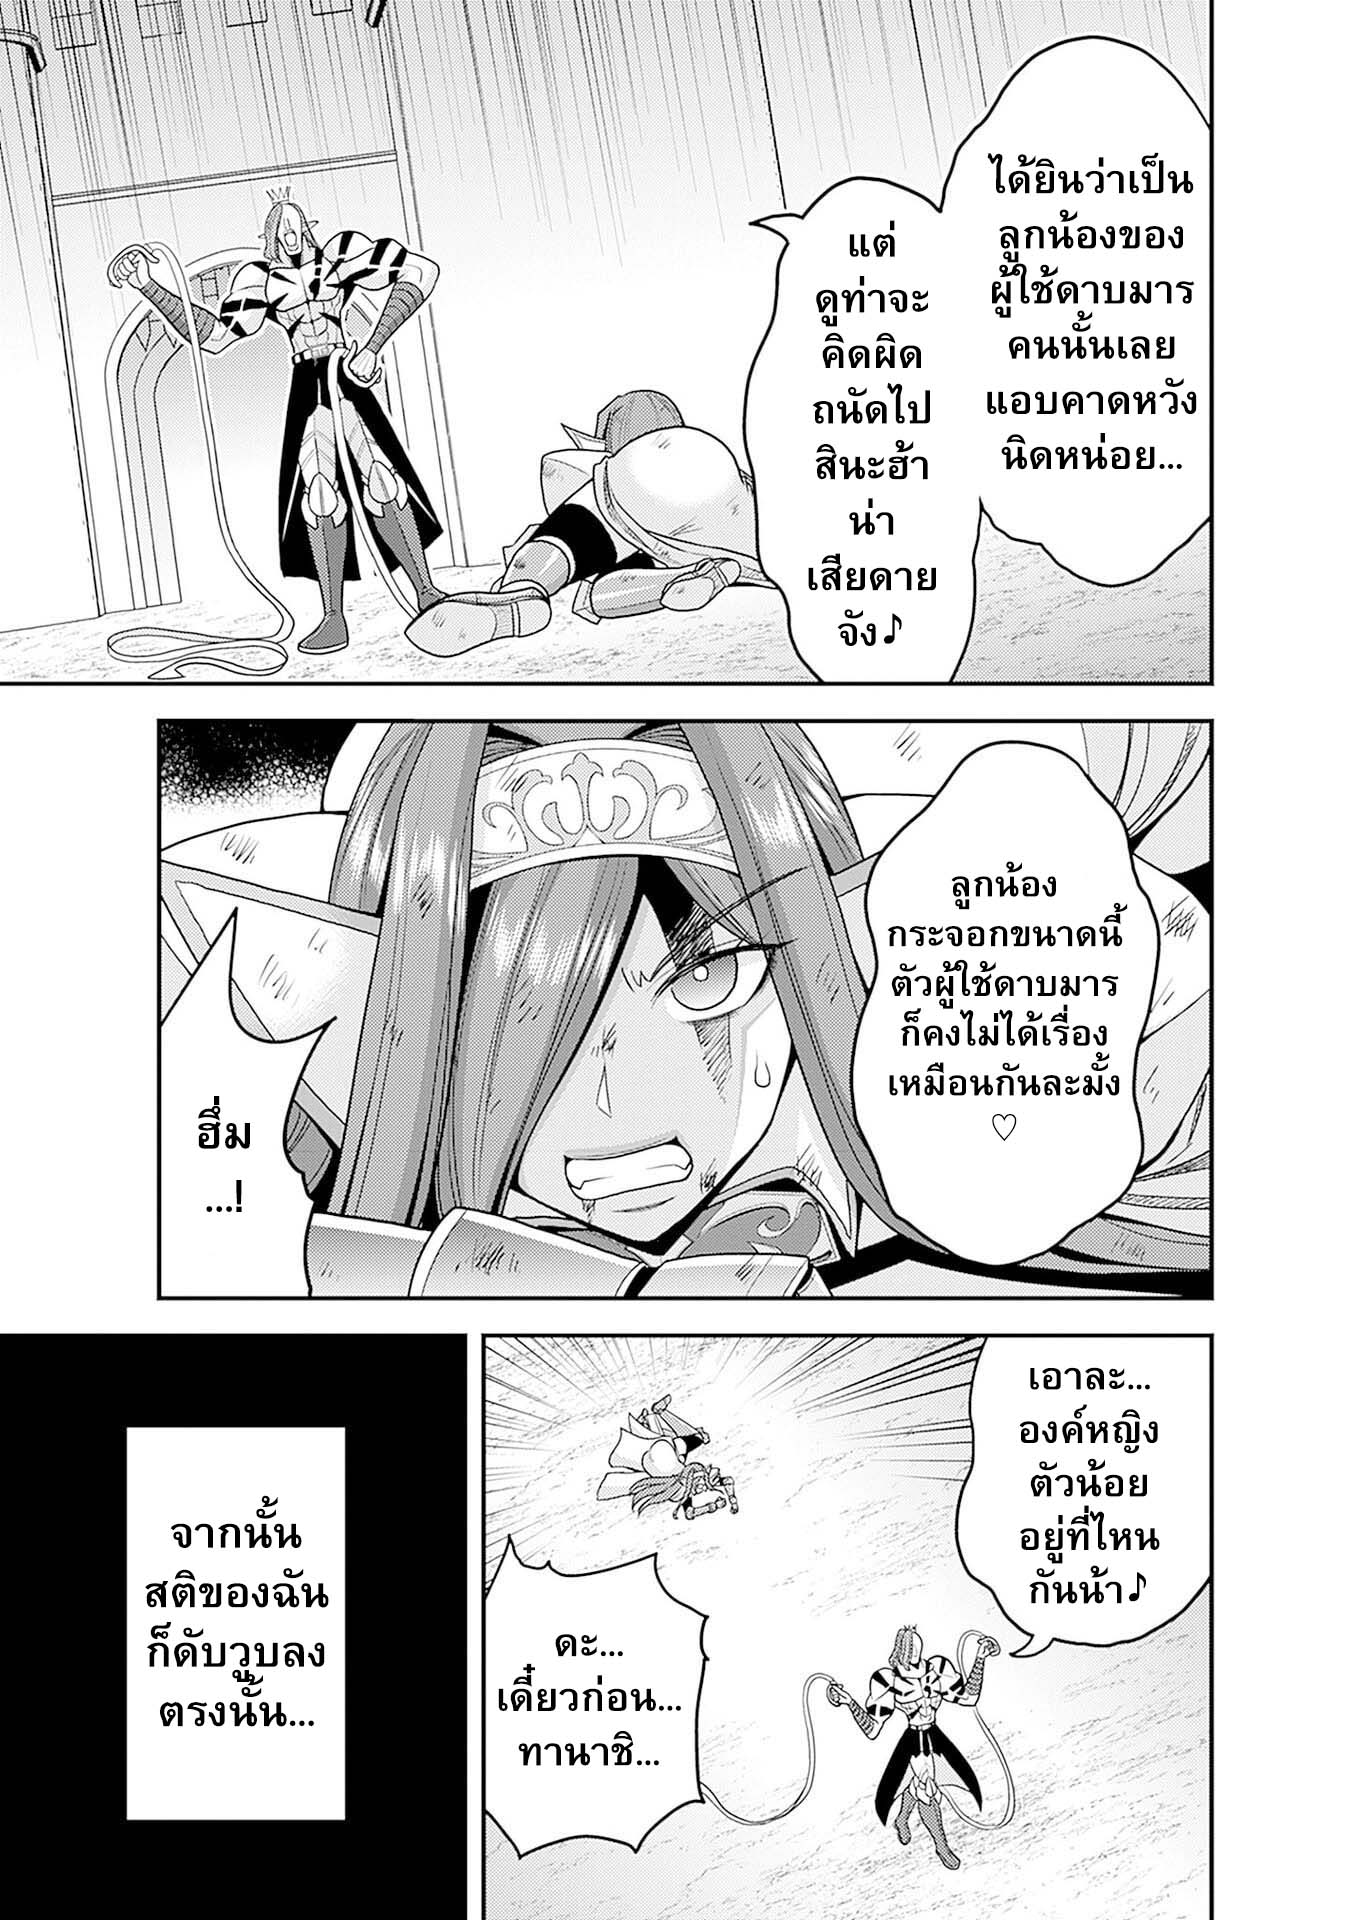 ได้ยินว่าเป็น
ลูกน้องของ
ผู้ใช้ดาบมาร
คนนั้นเลย
แอบคาดหวัง
นิดหน่อย...
แต่
ดูท่าจะ
คิดผิด
ถนัดไป
สินะฮ้า
น่า
เสียดาย
จัง♪
ลูกน้อง
กระจอกขนาดนี้
ตัวผู้ใช้ดาบมาร
ก็คงไม่ได้เรื่อง
เหมือนกันละมั้ง
♡
ฮึ่ม
...!
เอาละ...
องค์หญิง
ตัวน้อย
อยู่ที่ไหน
กันน้า♪
ดะ...
เดี๋ยวก่อน...
ทานาชิ...
จากนั้น
สติของฉัน
ก็ดับวูบลง
ตรงนั้น...